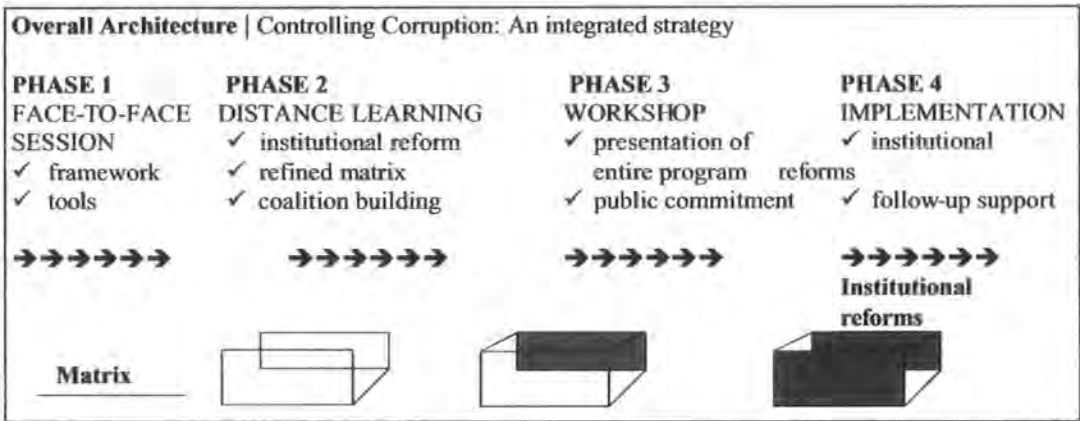 Overall Architecture | Controlling Corruption: An integrated strategy
PHASE 1
FACE-TO-FACE
SESSION
✓ framework
✓ tools
PHASE 2
DISTANCE LEARNING
✓ institutional reform
✓ refined matrix
✓ coalition building
PHASE 3
WORKSHOP
✓ presentation of
entire program reforms
✓ public commitment
PHASE 4
IMPLEMENTATION
✓ institutional
✓ follow-up support
➔➔➔➔➔➔ ➔➔➔➔➔➔ ➔➔➔➔➔➔ ➔➔➔➔➔➔
Institutional
reforms
Matrix